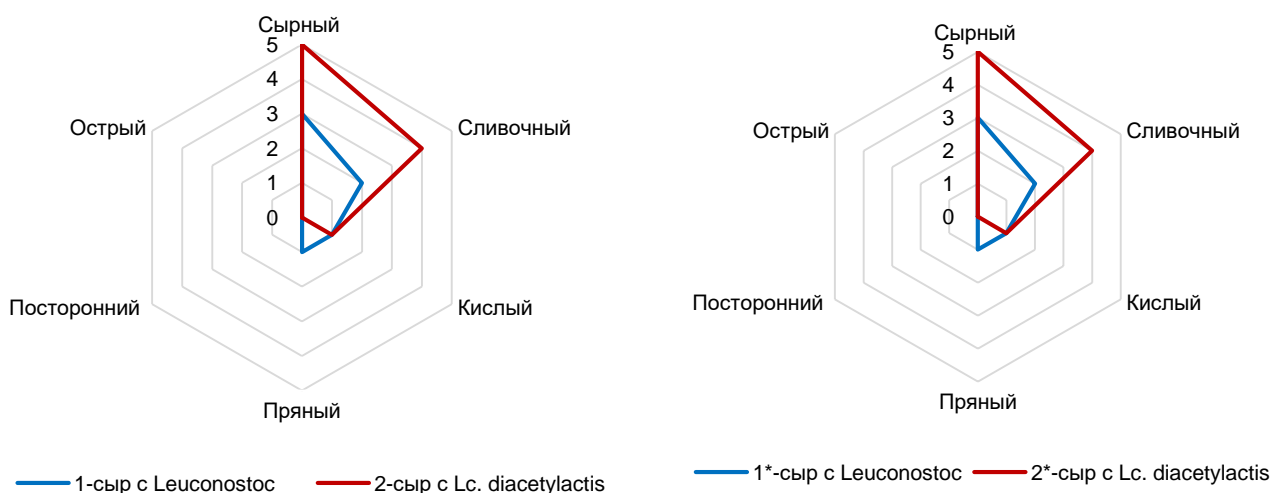 Сырный
5
4
3
2
1
0
Острый
Сливочный
Посторонний
Кислый
Пряный
1-сыр с Leuconostoc
2-сыр с Lc. diacetylactis
Сырный
5
4
3
2
1
0
Острый
Сливочный
Посторонний
Кислый
Пряный
1*-сыр с Leuconostoc
2*-сыр с Lc. diacetylactis